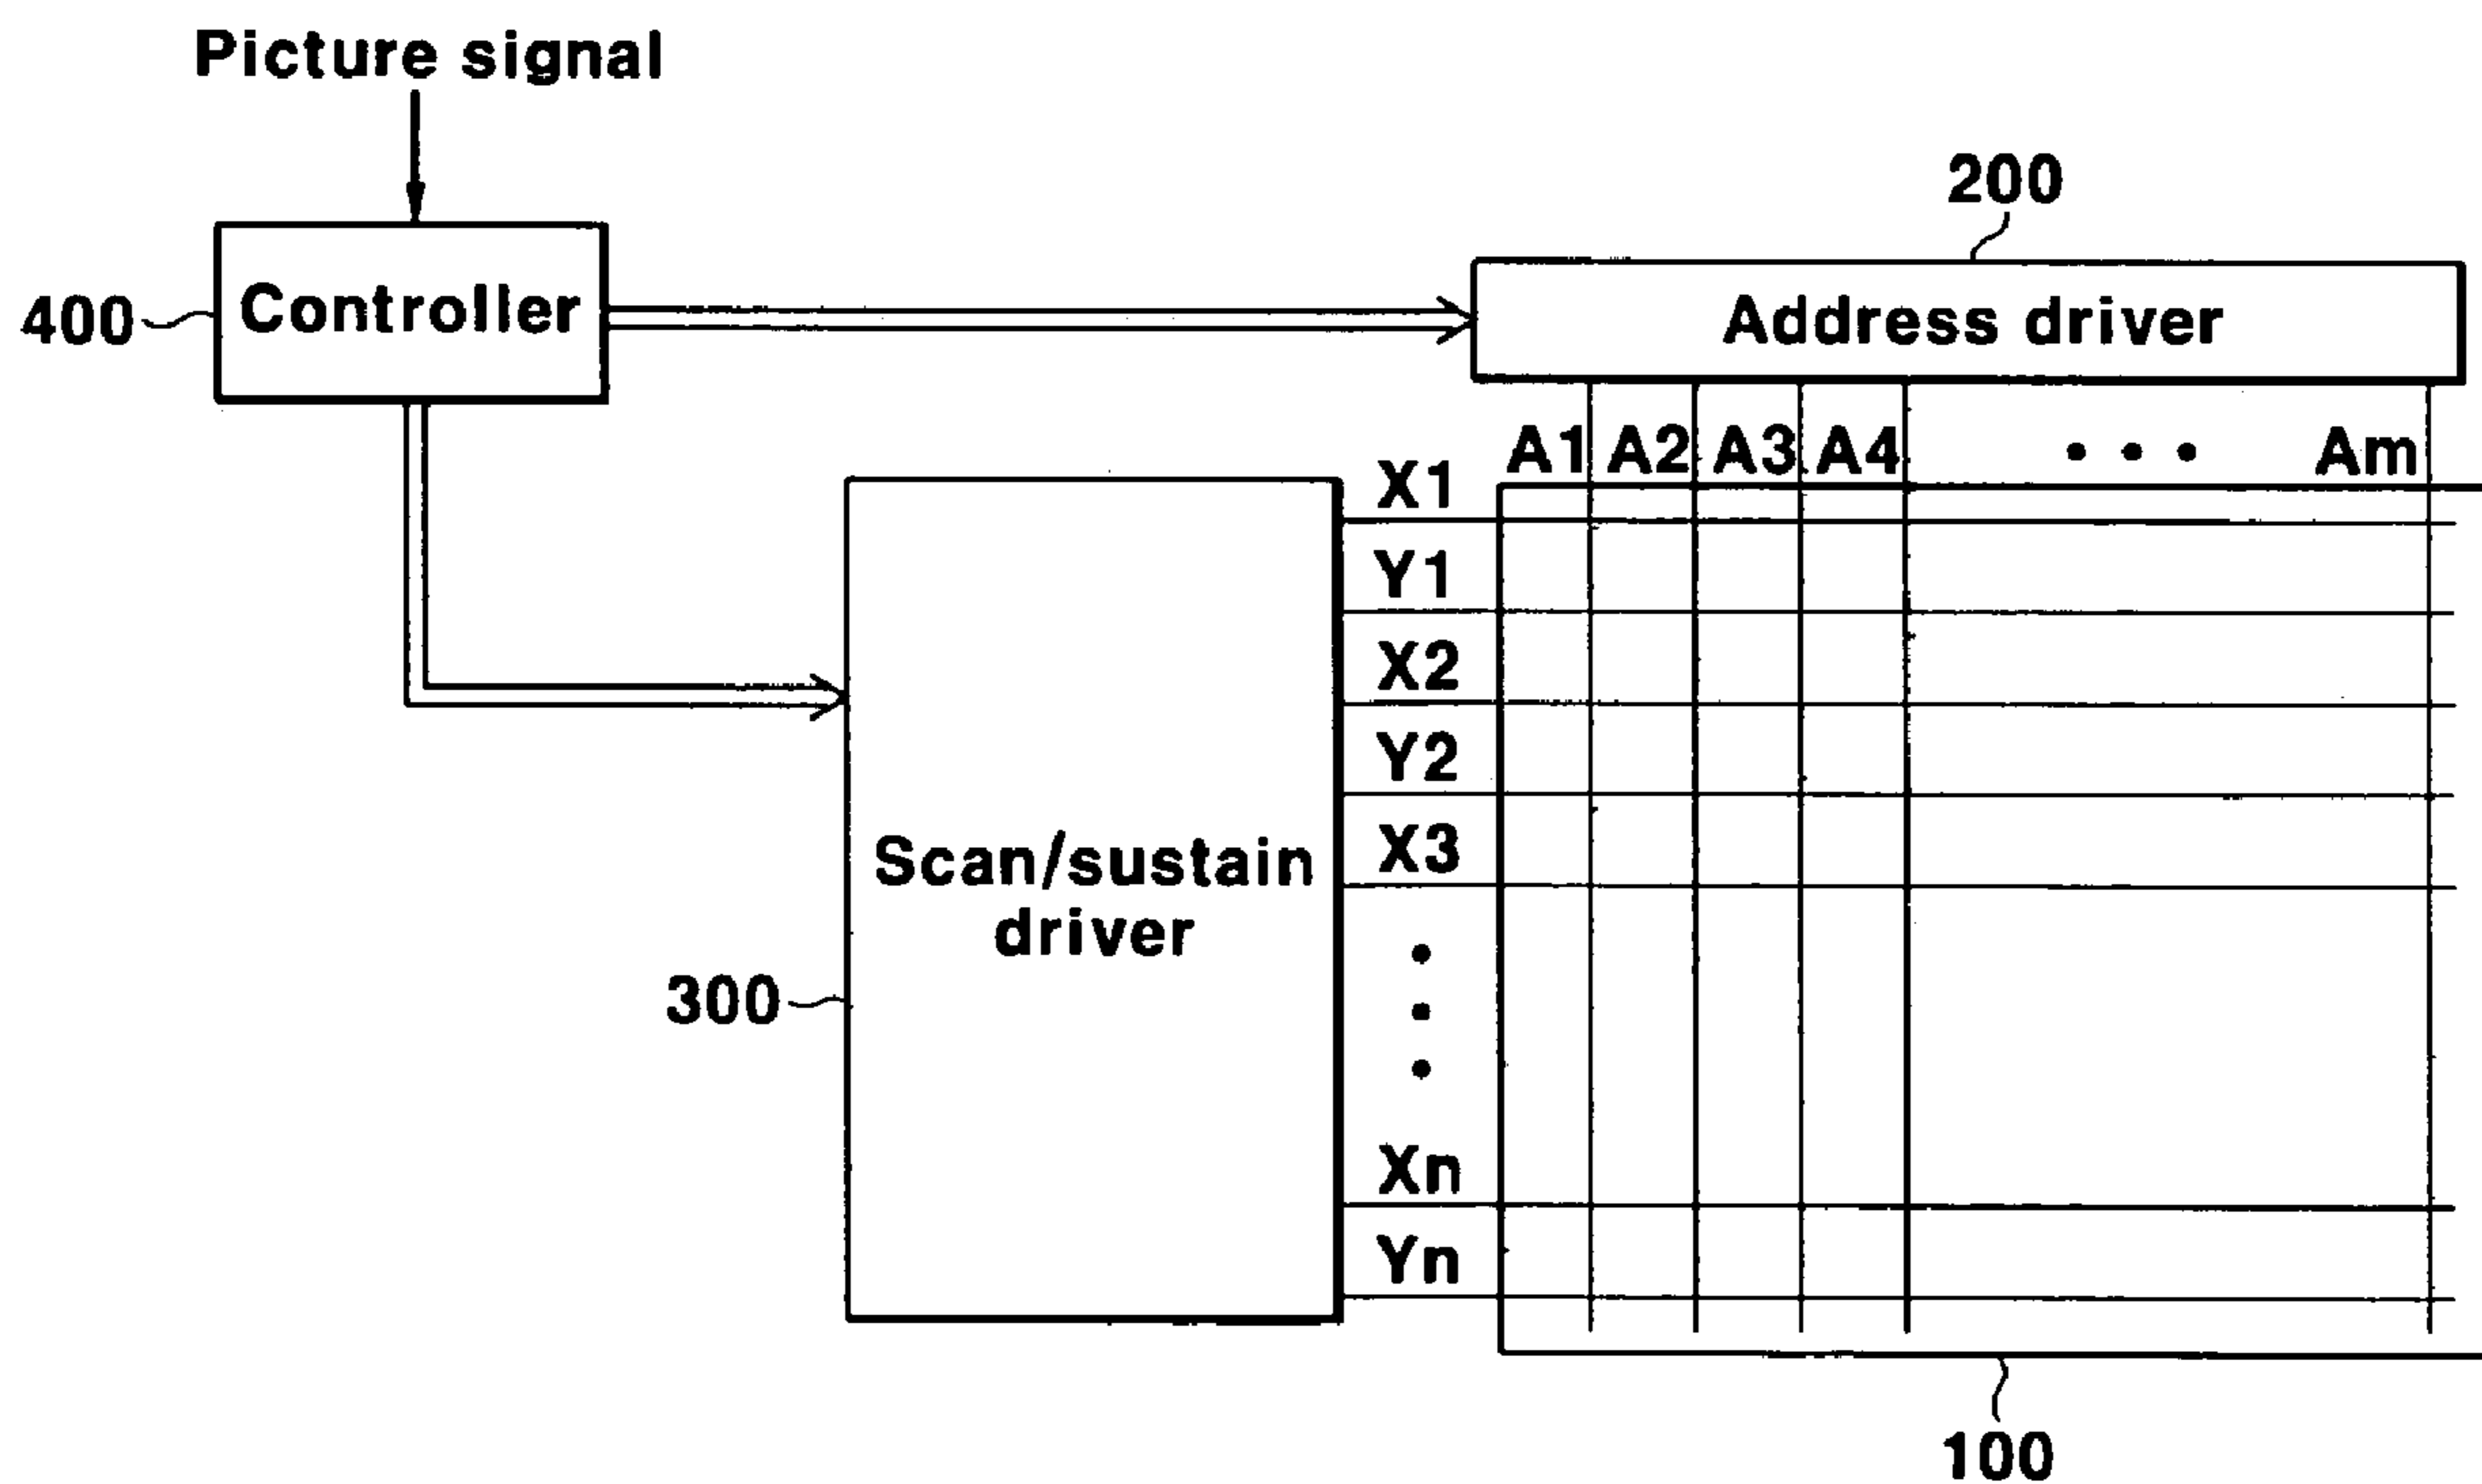 Picture signal
200
400
Controller
Address driver
A1 A2 A3 A4 • • • Am
X1
Y1
X2
Y2
X3
Scan/sustain
driver
300
•
•
•
Xn
Yn
100